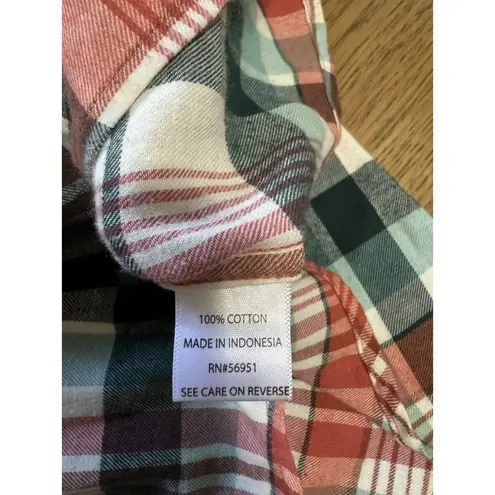 100% COTTON
MADE IN INDONESIA
RN#56951
SEE CARE ON REVERSE